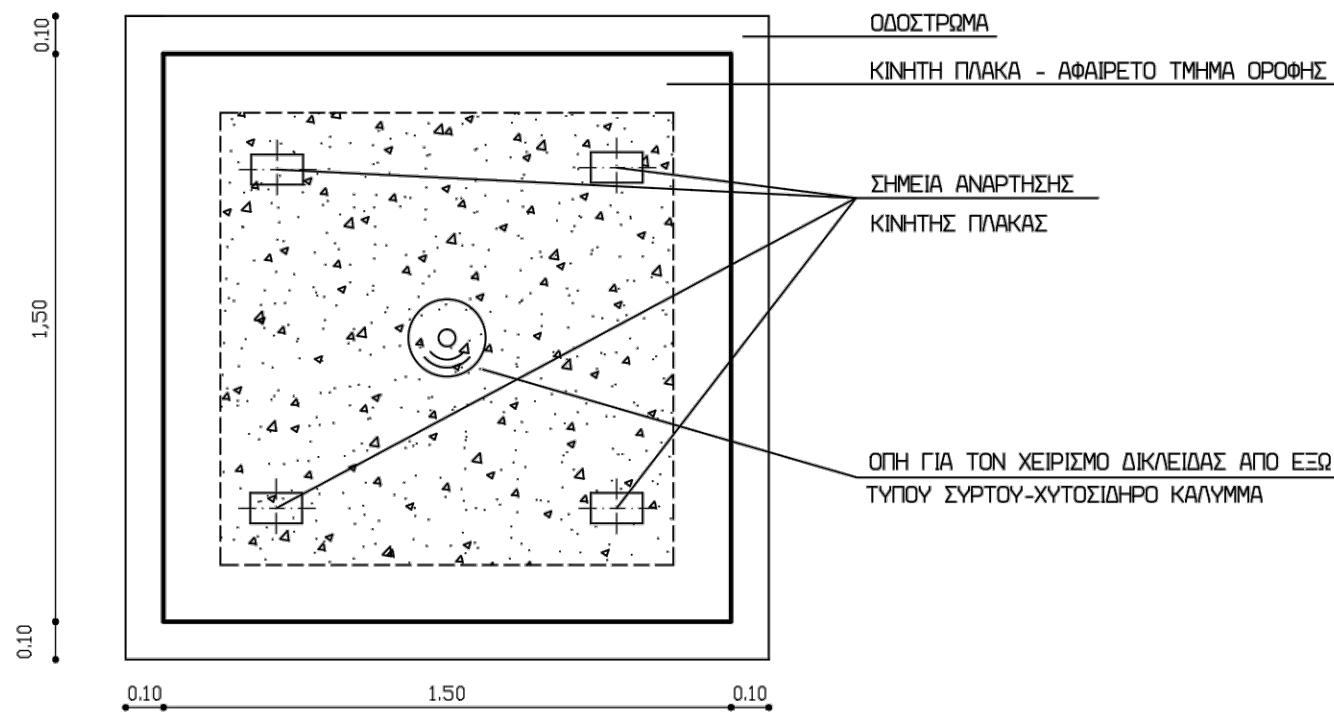 0.10
ΟΔΟΣΤΡΩΜΑ
ΚΙΝΗΤΗ ΠΛΑΚΑ - ΑΦΑΙΡΕΤΟ ΤΜΗΜΑ ΟΡΟΦΗΣ
ΣΗΜΕΙΑ ΑΝΑΡΤΗΣΗΣ
ΚΙΝΗΤΗΣ ΠΛΑΚΑΣ
1,50
ΟΠΗ ΓΙΑ ΤΟΝ ΧΕΙΡΙΣΜΟ ΔΙΚΛΕΙΔΑΣ ΑΠΟ ΕΞΩ
ΤΥΠΟΥ ΣΥΡΤΟΥ-ΧΥΤΟΣΙΔΗΡΟ ΚΑΛΥΜΜΑ
0.10
0.10 1.50 0.10